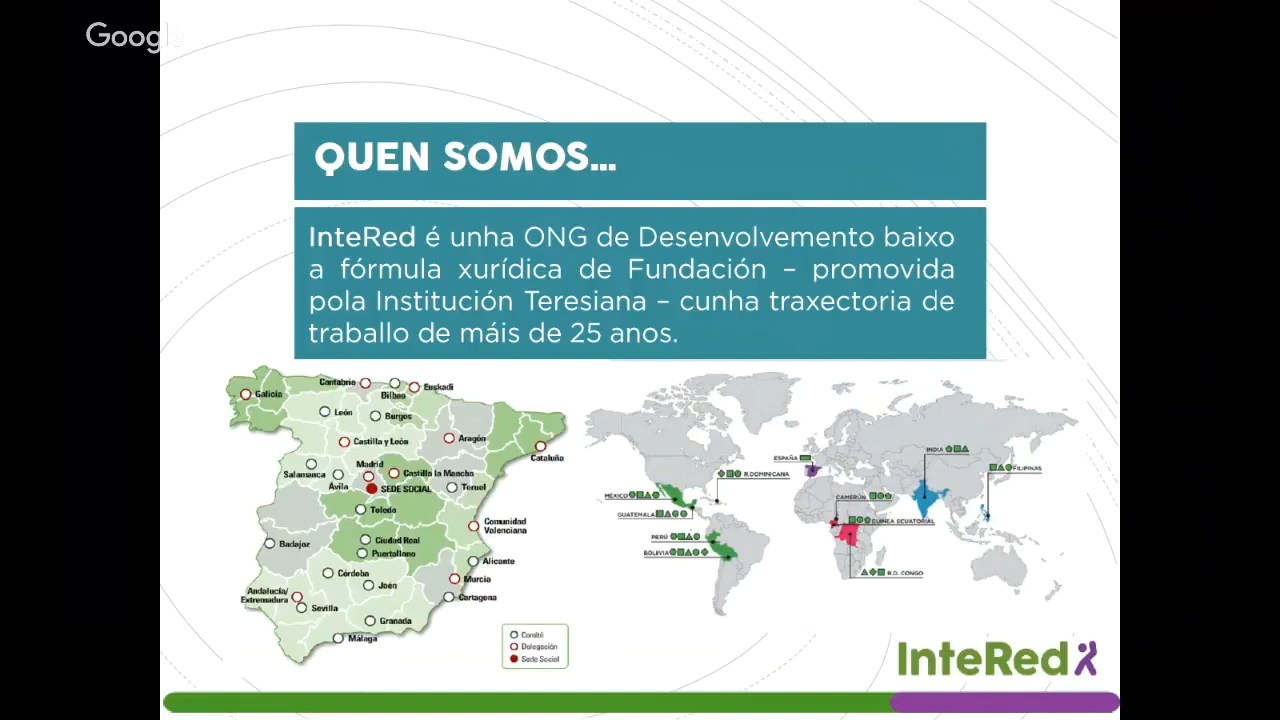 Google
QUEN SOMOS...
InteRed é unha ONG de Desenvolvemento baixo
a fórmula xurídica de Fundación – promovida
pola Institución Teresiana – cunha traxectoria de
traballo de máis de 25 anos.
Galicia
Cantabria
Bilbao
Euskadi
León
Burgos
Castilla y León
Aragón
Cataluña
Salamanca
Ávila
Madrid
Castilla la Mancha
SEDE SOCIAL
Teruel
Toledo
Comunidad
Valenciana
Badajoz
Ciudad Real
Puertollano
Alicante
Córdoba
Jaén
Murcia
Andalucía/
Extremadura
Sevilla
Cartagena
Granada
Málaga
Comité
Delegación
Sede Social
ESPAÑA
INDIA
FILIPINAS
R.DOMINICANA
MÉXICO
GUATEMALA
CAMERÚN
GUINEA ECUATORIAL
PERÚ
BOLIVIA
R.D. CONGO
InteRed